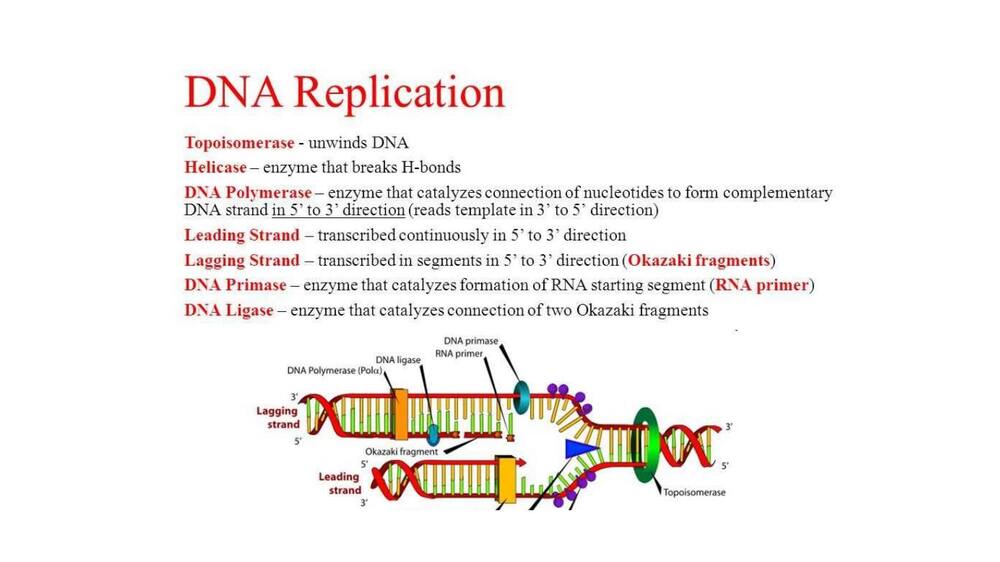 DNA Replication
Topoisomerase - unwinds DNA
Helicase – enzyme that breaks H-bonds
DNA Polymerase – enzyme that catalyzes connection of nucleotides to form complementary
DNA strand in 5’ to 3’ direction (reads template in 3’ to 5’ direction)
Leading Strand – transcribed continuously in 5’ to 3’ direction
Lagging Strand – transcribed in segments in 5’ to 3’ direction (Okazaki fragments)
DNA Primase – enzyme that catalyzes formation of RNA starting segment (RNA primer)
DNA Ligase – enzyme that catalyzes connection of two Okazaki fragments
DNA primase
RNA primer
DNA ligase
DNA Polymerase (Polα)
3’
Lagging
strand
5’
Okazaki fragment
5’
Leading
strand
3’
3’
5’
Topoisomerase